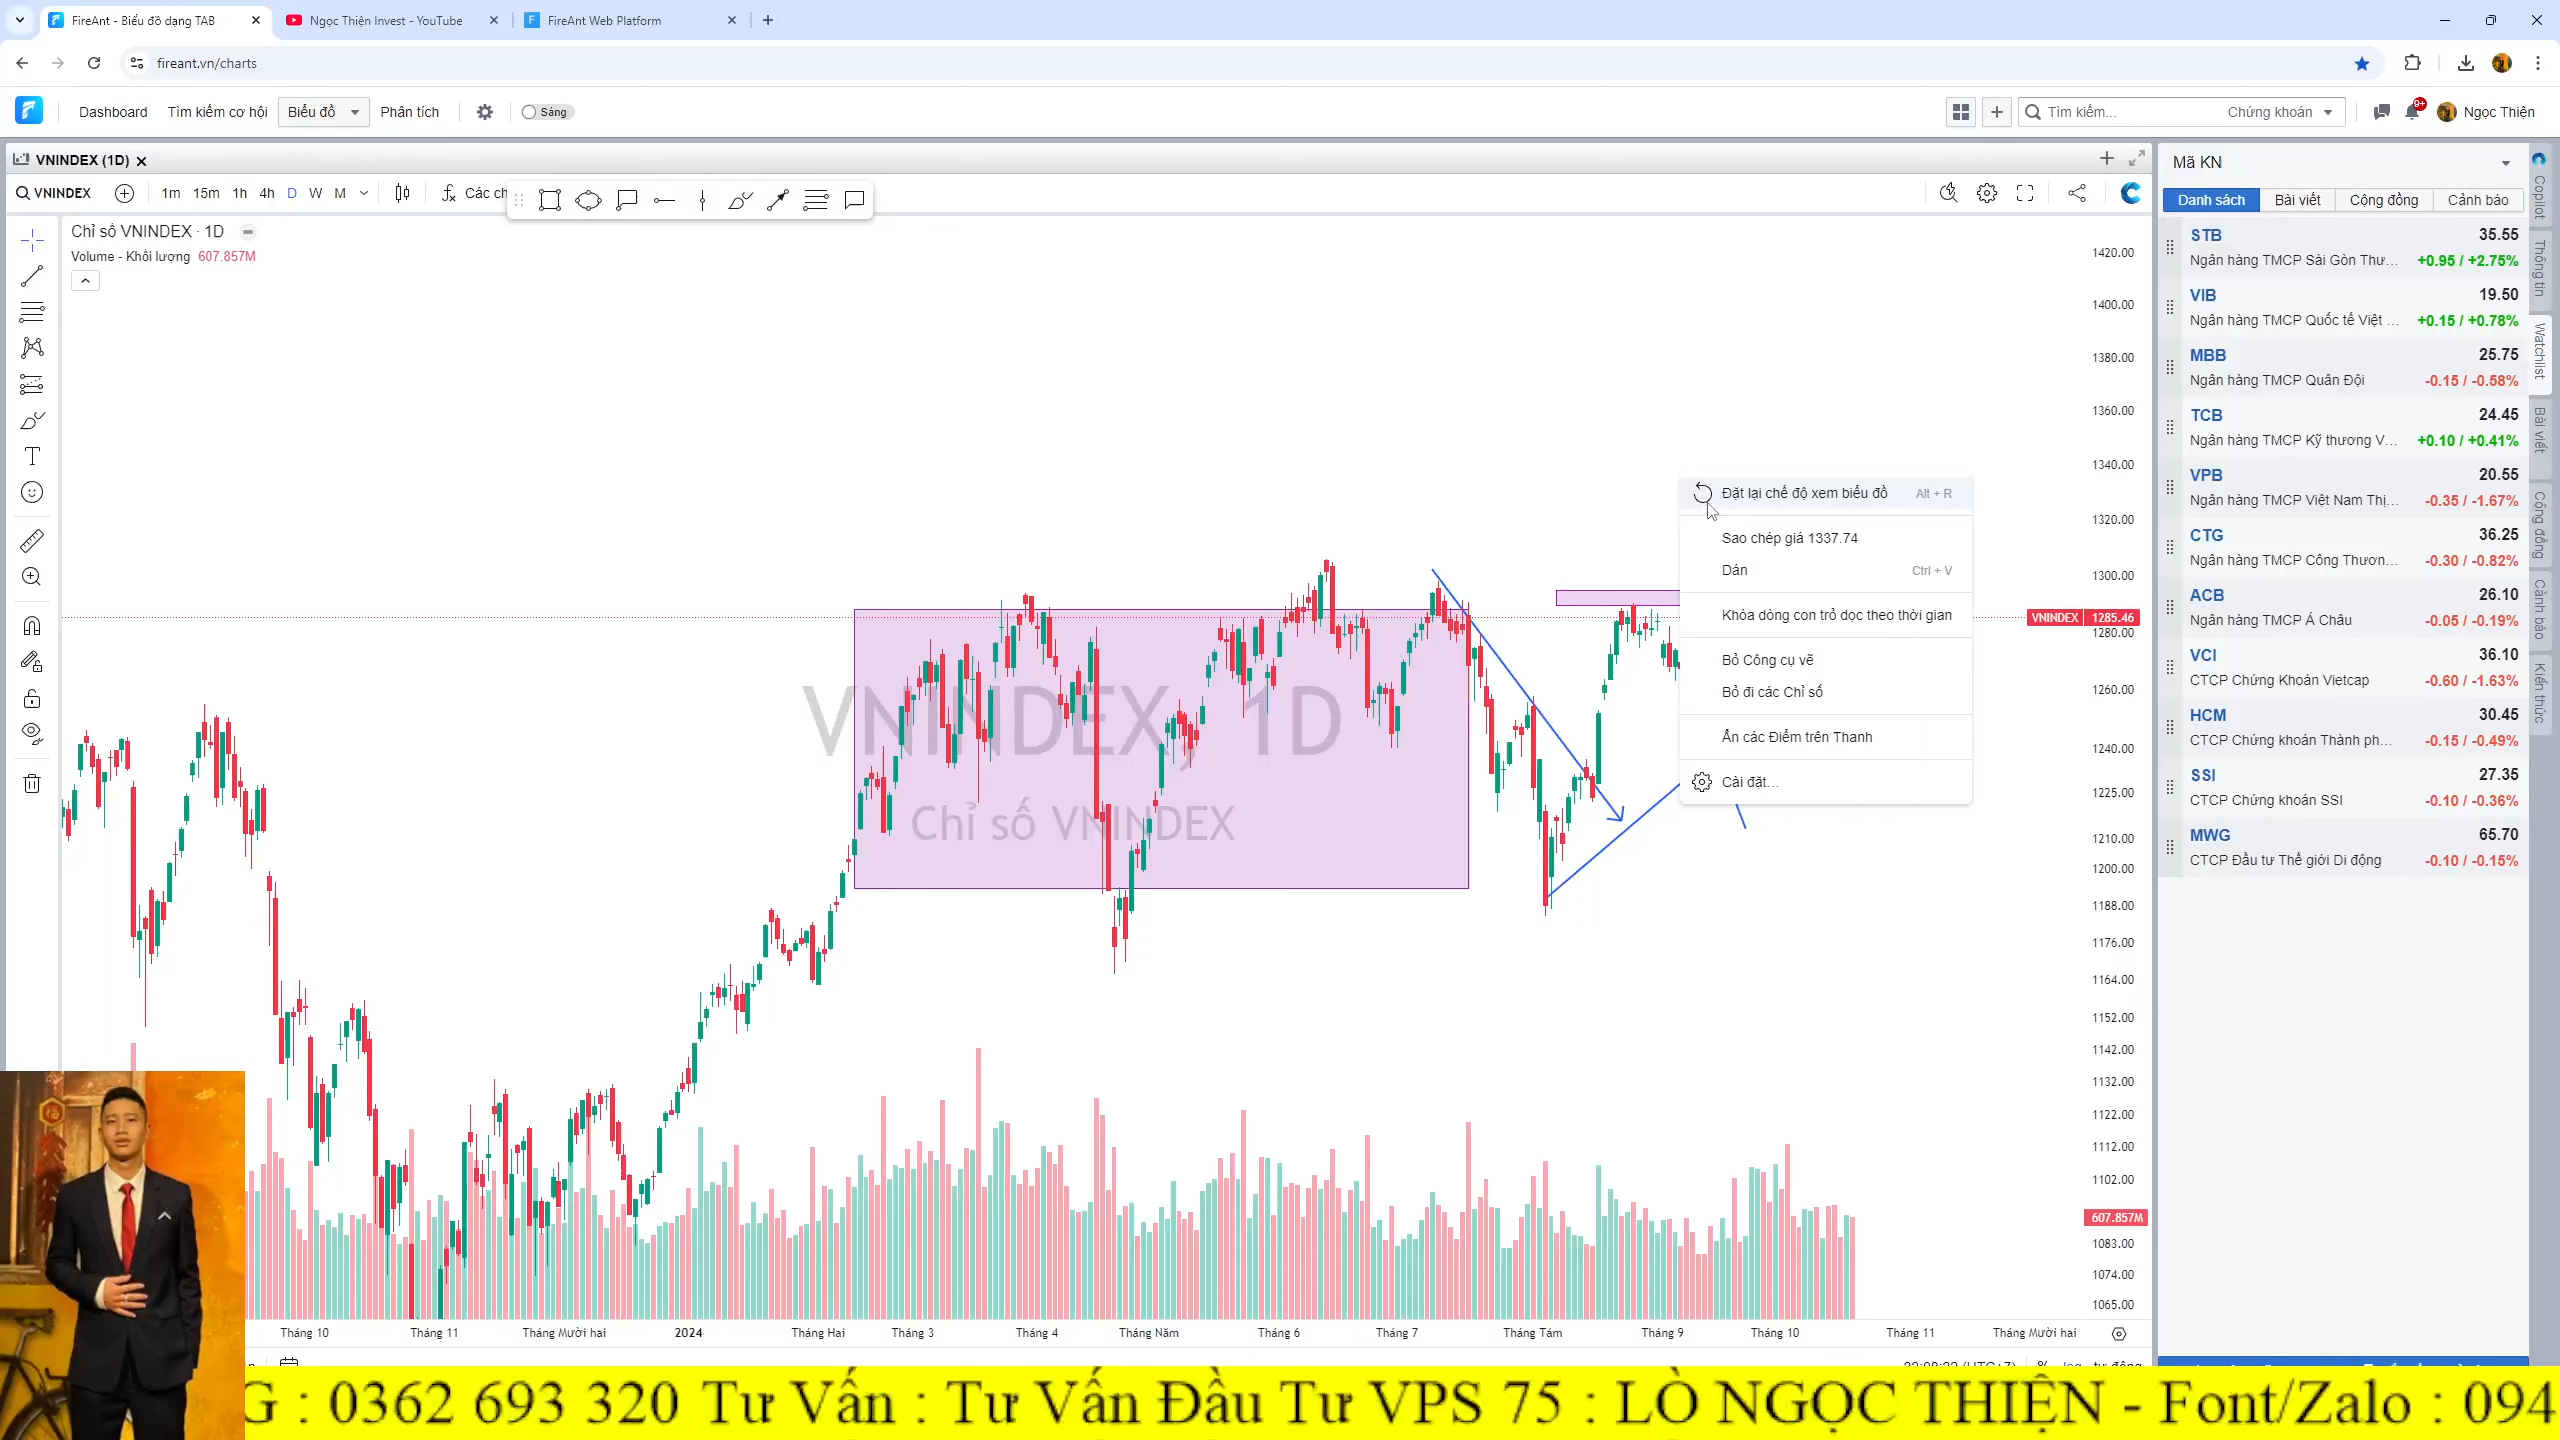 FireAnt - Biểu đồ dạng TAB
Ngọc Thiện Invest - YouTube
FireAnt Web Platform
fireant.vn/charts
Dashboard
Tìm kiếm cơ hội
Biểu đồ
Phân tích
Sáng
Tìm kiếm...
Chứng khoán
9+
Ngọc Thiện
VNINDEX (1D)
VNINDEX
1m 15m 1h 4h D W M
Các ch
Chỉ số VNINDEX · 1D
Volume - Khối lượng 607.857M
VNINDEX, 1D
Chỉ số VNINDEX
Đặt lại chế độ xem biểu đồ Alt + R
Sao chép giá 1337.74
Dán Ctrl + V
Khóa dòng con trỏ dọc theo thời gian
Bỏ Công cụ vẽ
Bỏ đi các Chỉ số
Ẩn các Điểm trên Thanh
Cài đặt...
1420.00
1400.00
1380.00
1360.00
1340.00
1320.00
1300.00
VNINDEX 1285.46
1280.00
1260.00
1240.00
1225.00
1210.00
1200.00
1188.00
1176.00
1164.00
1152.00
1142.00
1132.00
1122.00
1112.00
1102.00
607.857M
1083.00
1074.00
1065.00
Tháng 10 Tháng 11 Tháng Mười hai 2024 Tháng Hai Tháng 3 Tháng 4 Tháng Năm Tháng 6 Tháng 7 Tháng Tám Tháng 9 Tháng 10 Tháng 11 Tháng Mười hai
Mã KN
Danh sách Bài viết Cộng đồng Cảnh báo
STB 35.55
Ngân hàng TMCP Sài Gòn Thư... +0.95 / +2.75%
VIB 19.50
Ngân hàng TMCP Quốc tế Việt ... +0.15 / +0.78%
MBB 25.75
Ngân hàng TMCP Quân Đội -0.15 / -0.58%
TCB 24.45
Ngân hàng TMCP Kỹ thương V... +0.10 / +0.41%
VPB 20.55
Ngân hàng TMCP Việt Nam Thị... -0.35 / -1.67%
CTG 36.25
Ngân hàng TMCP Công Thươn... -0.30 / -0.82%
ACB 26.10
Ngân hàng TMCP Á Châu -0.05 / -0.19%
VCI 36.10
CTCP Chứng Khoán Vietcap -0.60 / -1.63%
HCM 30.45
CTCP Chứng khoán Thành ph... -0.15 / -0.49%
SSI 27.35
CTCP Chứng khoán SSI -0.10 / -0.36%
MWG 65.70
CTCP Đầu tư Thế giới Di động -0.10 / -0.15%
Copilot
Thông tin
Watchlist
Bài viết
Cộng đồng
Cảnh báo
Kiến thức
G : 0362 693 320 Tư Vấn : Tư Vấn Đầu Tư VPS 75 : LÒ NGỌC THIỆN - Font/Zalo : 094